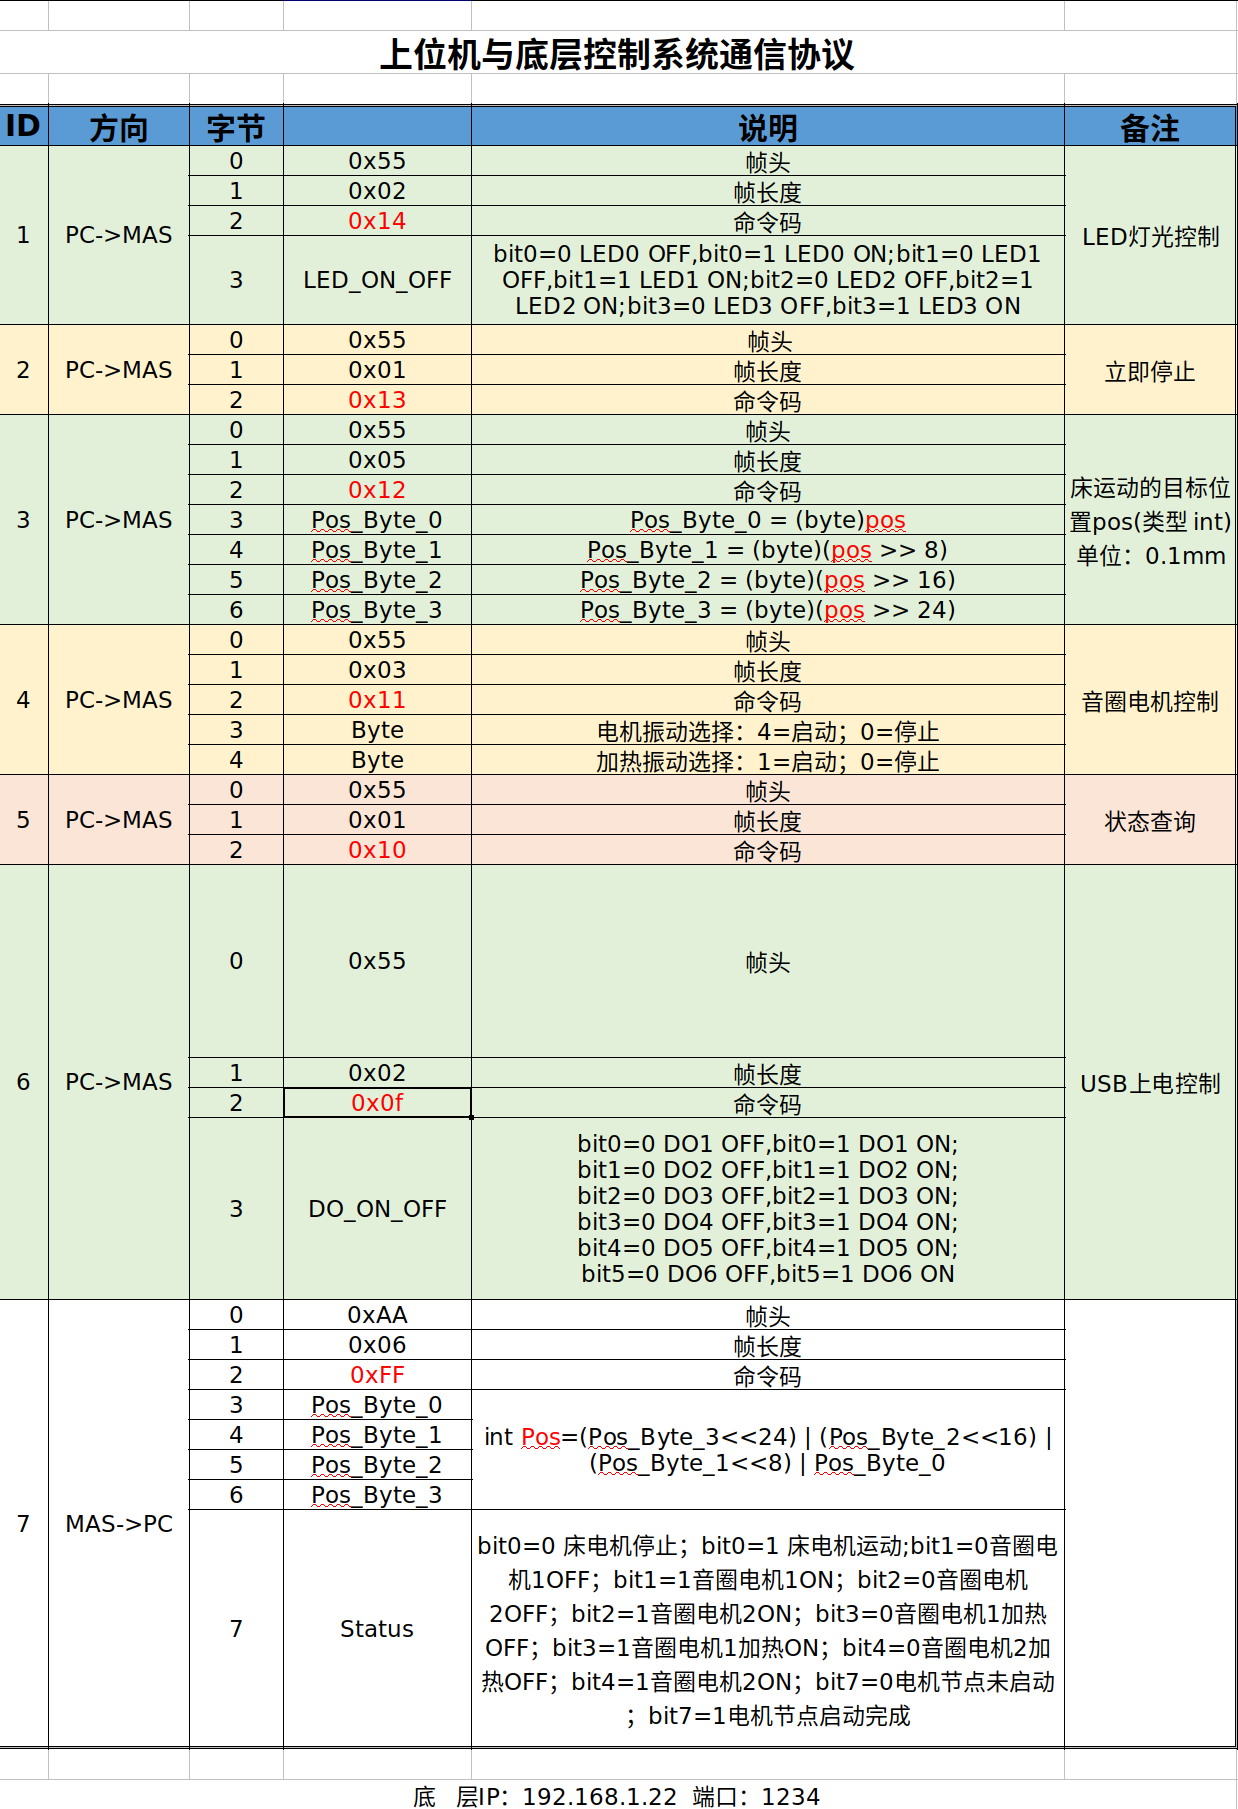 上位机与底层控制系统通信协议
ID 方向 字节 说明 备注
1 PC->MAS LED灯光控制
0 0x55 帧头
1 0x02 帧长度
2 0x14 命令码
3 LED_ON_OFF
bit0=0 LED0 OFF,bit0=1 LED0 ON;bit1=0 LED1
OFF,bit1=1 LED1 ON;bit2=0 LED2 OFF,bit2=1
LED2 ON;bit3=0 LED3 OFF,bit3=1 LED3 ON
2 PC->MAS 立即停止
0 0x55 帧头
1 0x01 帧长度
2 0x13 命令码
3 PC->MAS
床运动的目标位
置pos(类型 int)
单位：0.1mm
0 0x55 帧头
1 0x05 帧长度
2 0x12 命令码
3 Pos_Byte_0 Pos_Byte_0 = (byte)pos
4 Pos_Byte_1 Pos_Byte_1 = (byte)(pos >> 8)
5 Pos_Byte_2 Pos_Byte_2 = (byte)(pos >> 16)
6 Pos_Byte_3 Pos_Byte_3 = (byte)(pos >> 24)
4 PC->MAS 音圈电机控制
0 0x55 帧头
1 0x03 帧长度
2 0x11 命令码
3 Byte 电机振动选择：4=启动；0=停止
4 Byte 加热振动选择：1=启动；0=停止
5 PC->MAS 状态查询
0 0x55 帧头
1 0x01 帧长度
2 0x10 命令码
6 PC->MAS USB上电控制
0 0x55 帧头
1 0x02 帧长度
2 0x0f 命令码
3 DO_ON_OFF
bit0=0 DO1 OFF,bit0=1 DO1 ON;
bit1=0 DO2 OFF,bit1=1 DO2 ON;
bit2=0 DO3 OFF,bit2=1 DO3 ON;
bit3=0 DO4 OFF,bit3=1 DO4 ON;
bit4=0 DO5 OFF,bit4=1 DO5 ON;
bit5=0 DO6 OFF,bit5=1 DO6 ON
7 MAS->PC
0 0xAA 帧头
1 0x06 帧长度
2 0xFF 命令码
3 Pos_Byte_0
4 Pos_Byte_1
5 Pos_Byte_2
6 Pos_Byte_3
int Pos=(Pos_Byte_3<<24) | (Pos_Byte_2<<16) |
(Pos_Byte_1<<8) | Pos_Byte_0
7 Status
bit0=0 床电机停止；bit0=1 床电机运动;bit1=0音圈电
机1OFF；bit1=1音圈电机1ON；bit2=0音圈电机
2OFF；bit2=1音圈电机2ON；bit3=0音圈电机1加热
OFF；bit3=1音圈电机1加热ON；bit4=0音圈电机2加
热OFF；bit4=1音圈电机2ON；bit7=0电机节点未启动
；bit7=1电机节点启动完成
底 层IP：192.168.1.22 端口：1234